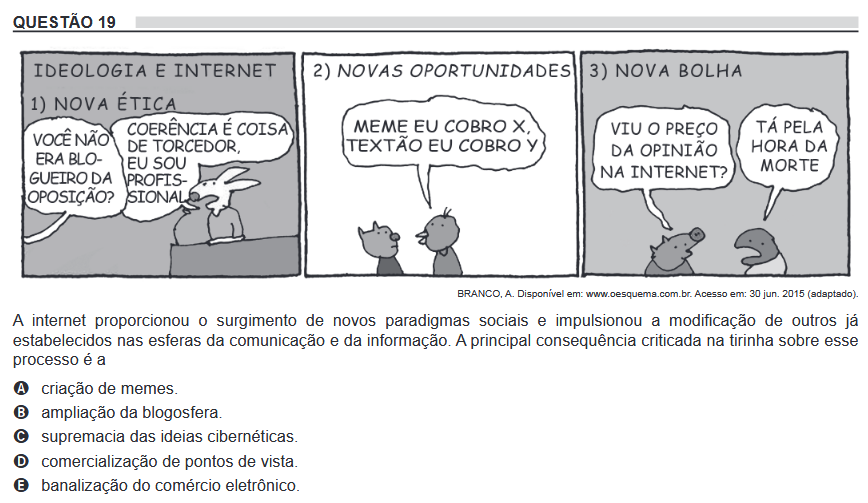 QUESTÃO 19
IDEOLOGIA E INTERNET
1) NOVA ÉTICA
VOCÊ NÃO
ERA BLO-
GUEIRO DA
OPOSIÇÃO?
COERÊNCIA É COISA
DE TORCEDOR,
EU SOU
PROFIS-
SIONAL
2) NOVAS OPORTUNIDADES
MEME EU COBRO X,
TEXTÃO EU COBRO Y
3) NOVA BOLHA
VIU O PREÇO
DA OPINIÃO
NA INTERNET?
TÁ PELA
HORA DA
MORTE
BRANCO, A. Disponível em: www.oesquema.com.br. Acesso em: 30 jun. 2015 (adaptado).
A internet proporcionou o surgimento de novos paradigmas sociais e impulsionou a modificação de outros já
estabelecidos nas esferas da comunicação e da informação. A principal consequência criticada na tirinha sobre esse
processo é a
A criação de memes.
B ampliação da blogosfera.
C supremacia das ideias cibernéticas.
D comercialização de pontos de vista.
E banalização do comércio eletrônico.